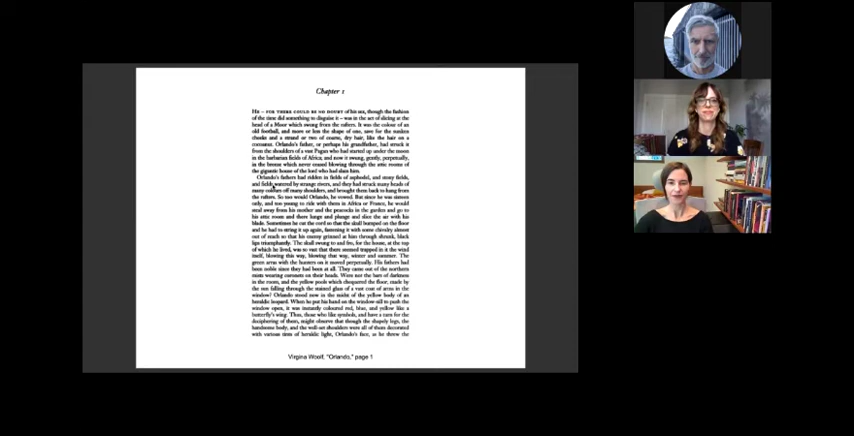 Chapter 1
HE – FOR THERE COULD BE NO DOUBT of his sex, though the fashion
of the time did something to disguise it – was in the act of slicing at the
head of a Moor which swung from the rafters. It was the colour of an
old football, and more or less the shape of one, save for the sunken
cheeks and a strand or two of coarse, dry hair, like the hair on a
coconut. Orlando's father, or perhaps his grandfather, had struck it
from the shoulders of a vast Pagan who had started up under the moon
in the barbarian fields of Africa; and now it swung, gently, perpetually,
in the breeze which never ceased blowing through the attic rooms of
the gigantic house of the lord who had slain him.
Orlando's fathers had ridden in fields of asphodel, and stony fields,
and fields watered by strange rivers, and they had struck many heads of
many colours off many shoulders, and brought them back to hang from
the rafters. So too would Orlando, he vowed. But since he was sixteen
only, and too young to ride with them in Africa or France, he would
steal away from his mother and the peacocks in the garden and go to
his attic room and there lunge and plunge and slice the air with his
blade. Sometimes he cut the cord so that the skull bumped on the floor
and he had to string it up again, fastening it with some chivalry almost
out of reach so that his enemy grinned at him through shrunk, black
lips triumphantly. The skull swung to and fro, for the house, at the top
of which he lived, was so vast that there seemed trapped in it the wind
itself, blowing this way, blowing that way, winter and summer. The
green arras with the hunters on it moved perpetually. His fathers had
been noble since they had been at all. They came out of the northern
mists wearing coronets on their heads. Were not the bars of darkness
in the room, and the yellow pools which chequered the floor, made by
the sun falling through the stained glass of a vast coat of arms in the
window? Orlando stood now in the midst of the yellow body of an
heraldic leopard. When he put his hand on the window-sill to push the
window open, it was instantly coloured red, blue, and yellow like a
butterfly's wing. Thus, those who like symbols, and have a turn for the
deciphering of them, might observe that though the shapely legs, the
handsome body, and the well-set shoulders were all of them decorated
with various tints of heraldic light, Orlando's face, as he threw the
Virgina Woolf, "Orlando," page 1